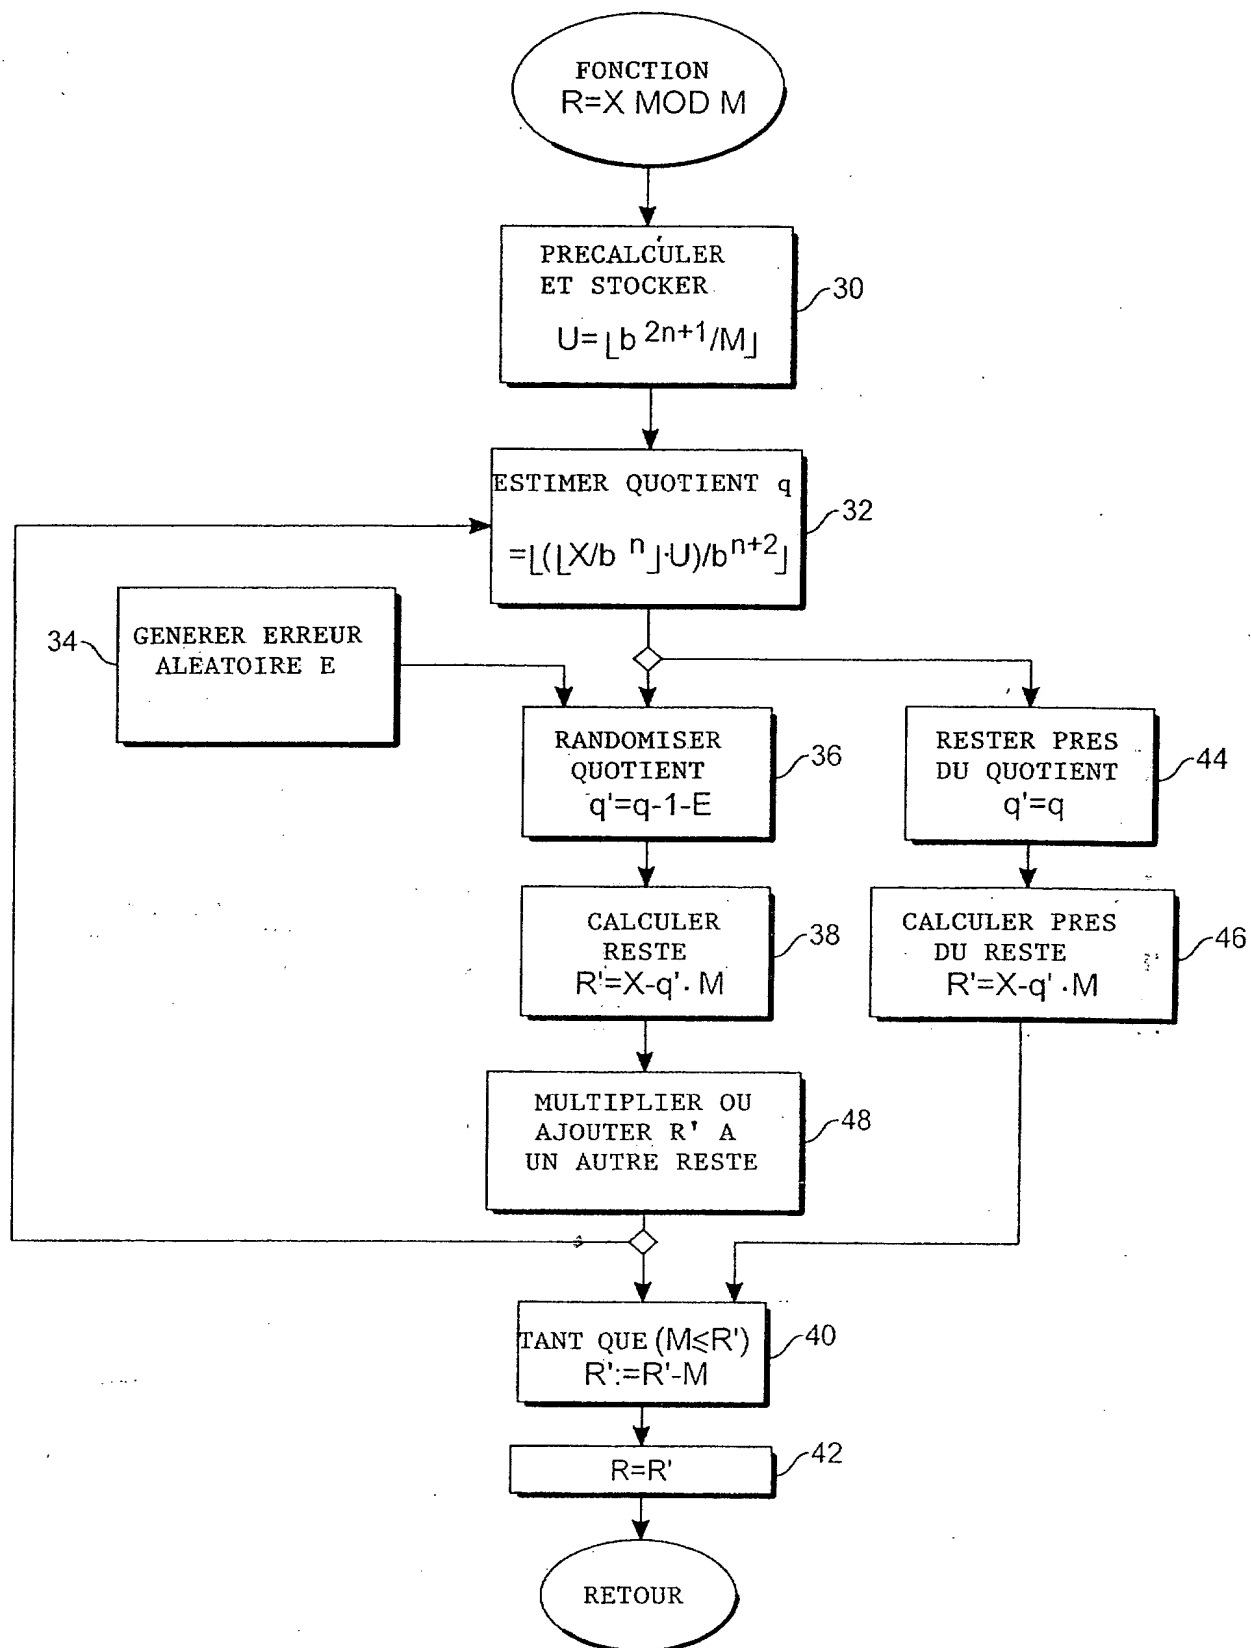 FONCTION
R=X MOD M
PRECALCULER
ET STOCKER
U=⌊b^2n+1/M⌋
30
ESTIMER QUOTIENT q
=⌊(⌊X/b^n⌋·U)/b^n+2⌋
32
34
GENERER ERREUR
ALEATOIRE E
RANDOMISER
QUOTIENT
q'=q-1-E
36
RESTER PRES
DU QUOTIENT
q'=q
44
CALCULER
RESTE
R'=X-q'·M
38
CALCULER PRES
DU RESTE
R'=X-q'·M
46
MULTIPLIER OU
AJOUTER R' A
UN AUTRE RESTE
48
TANT QUE (M≤R')
R':=R'-M
40
R=R'
42
RETOUR